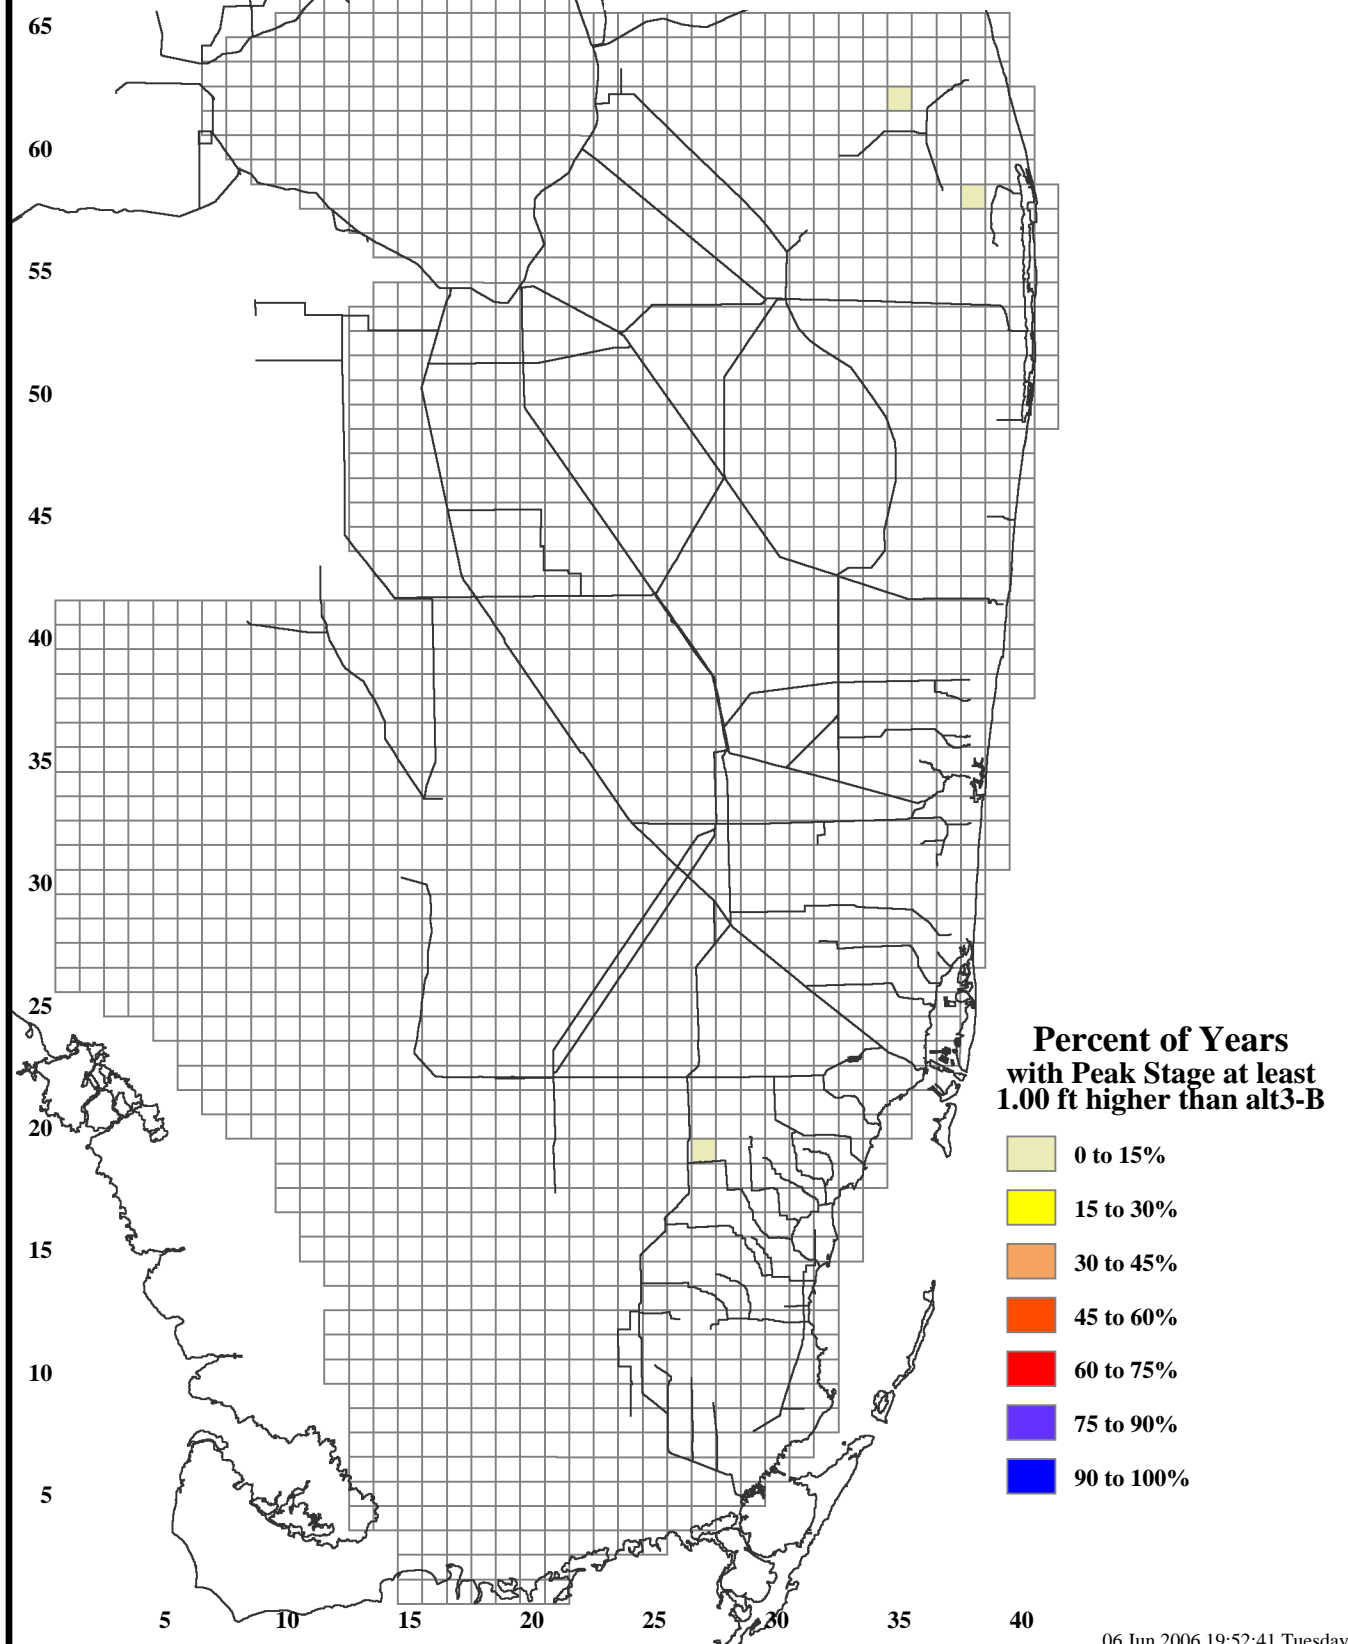 65
60
55
50
45
40
35
30
25
20
15
10
5
5 10 15 20 25 30 35 40
Percent of Years
with Peak Stage at least
1.00 ft higher than alt3-B
0 to 15%
15 to 30%
30 to 45%
45 to 60%
60 to 75%
75 to 90%
90 to 100%
06 Jun 2006 19:52:41 Tuesday